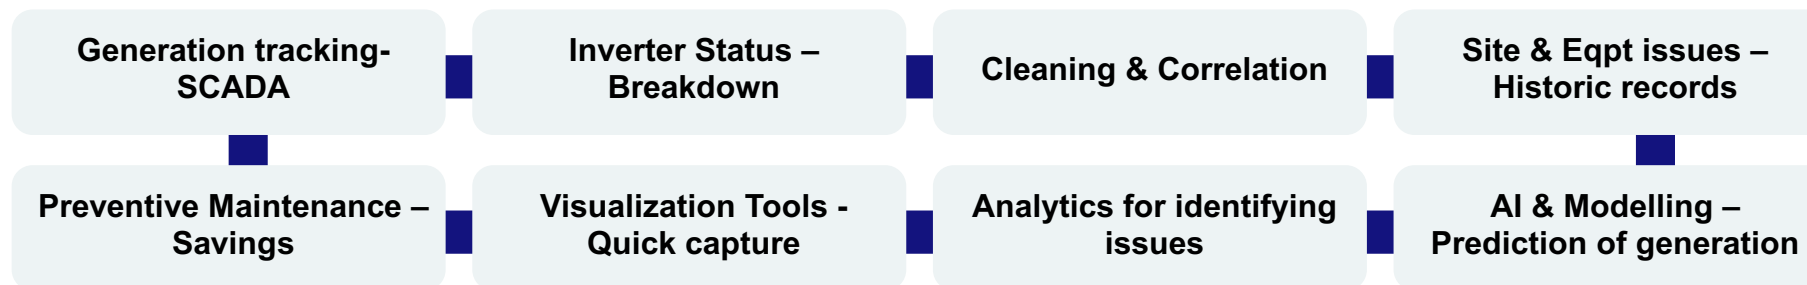 Generation tracking-
SCADA
Inverter Status –
Breakdown
Cleaning & Correlation
Site & Eqpt issues –
Historic records
Preventive Maintenance –
Savings
Visualization Tools -
Quick capture
Analytics for identifying
issues
AI & Modelling –
Prediction of generation